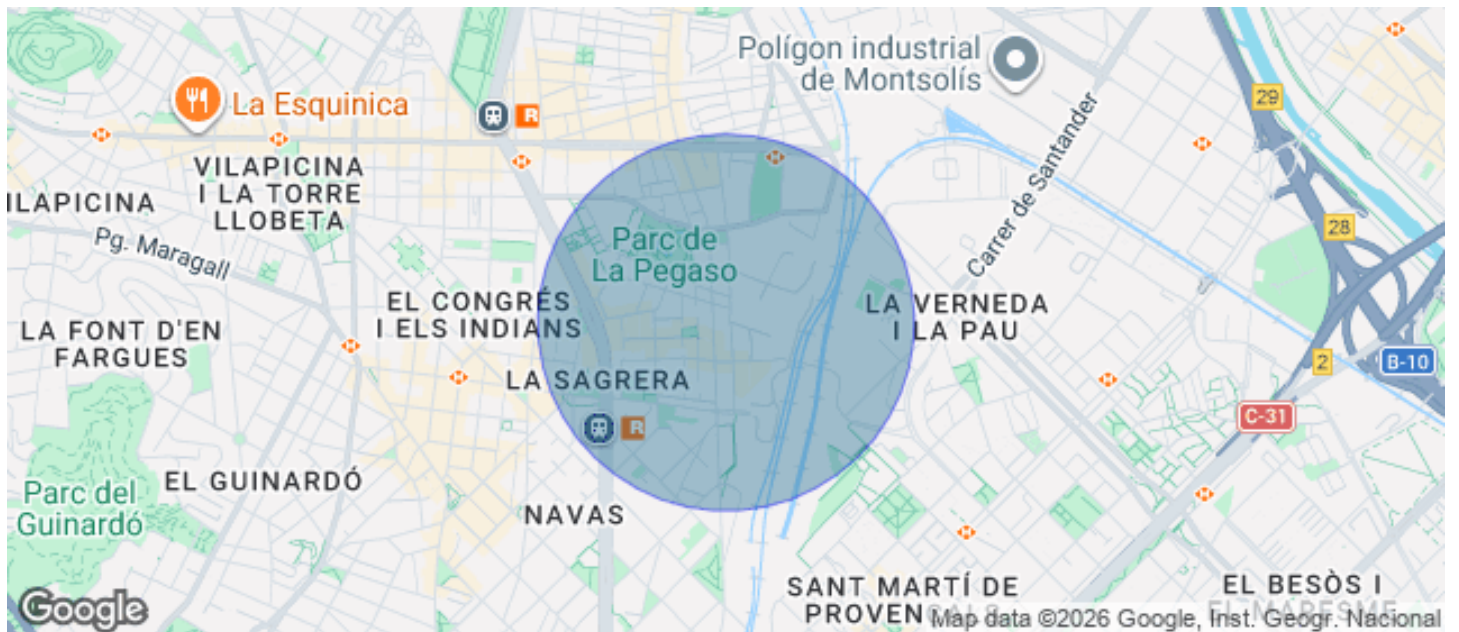 Polígon industrial
de Montsolís
29
La Esquinica
R
Carrer de Santander
VILAPICINA
I LA TORRE
LLOBETA
ILAPICINA
Pg. Maragall
28
Parc de
La Pegaso
EL CONGRÉS
I ELS INDIANS
LA VERNEDA
I LA PAU
LA FONT D'EN
FARGUES
2
B-10
LA SAGRERA
C-31
R
EL GUINARDÓ
Parc del
Guinardó
NAVAS
SANT MARTÍ DE
PROVENÇALS
EL BESÒS I
EL MARESME
Google
Map data ©2026 Google, Inst. Geogr. Nacional